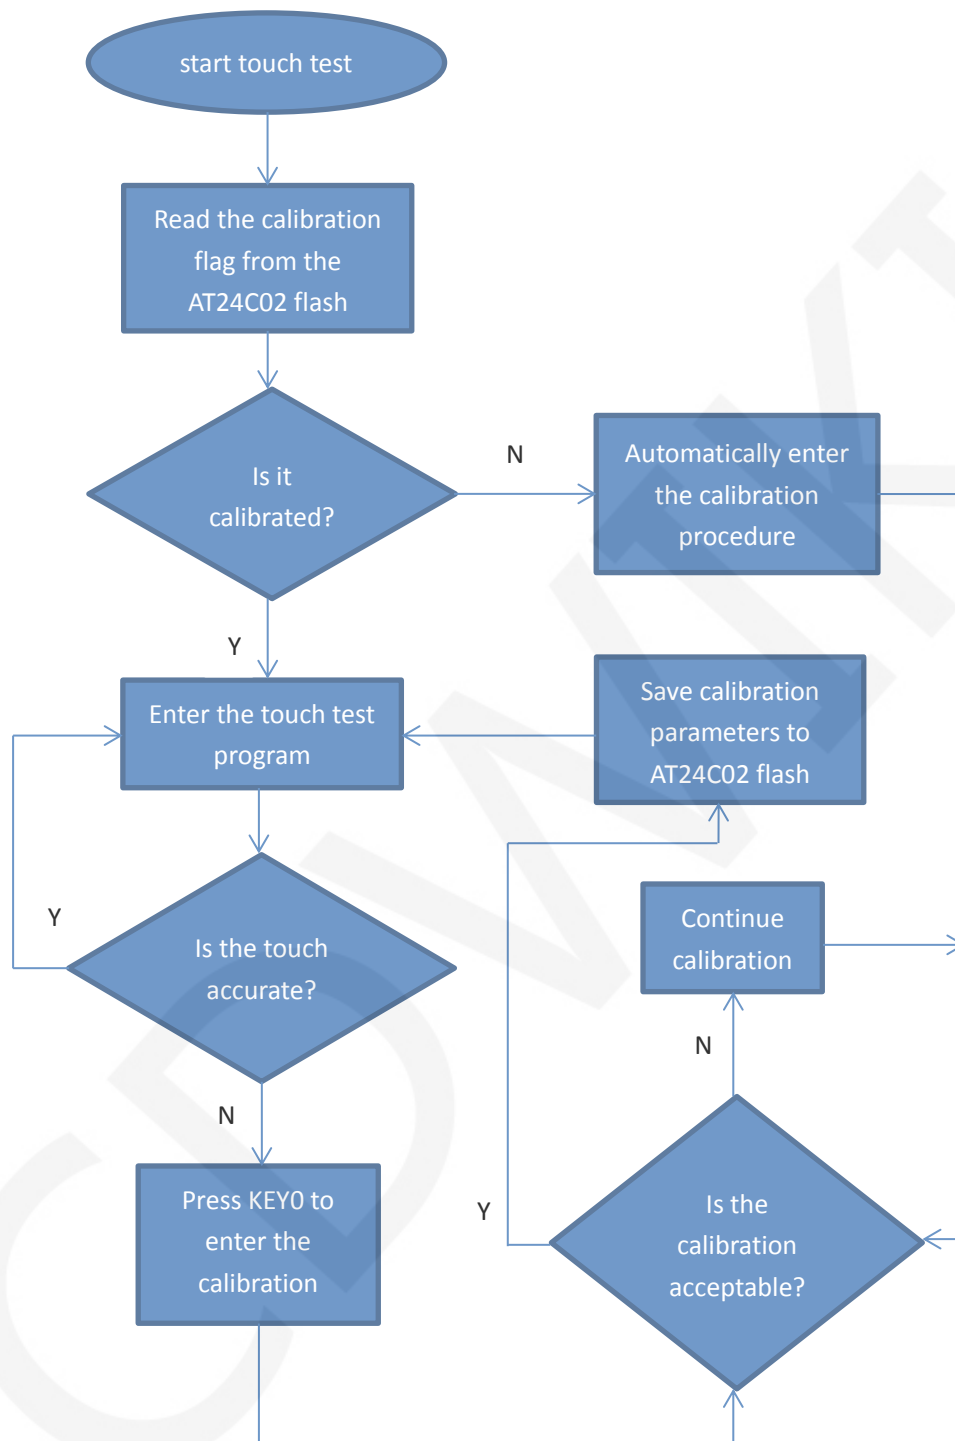 start touch test
Read the calibration
flag from the
AT24C02 flash
Is it
calibrated?
N
Automatically enter
the calibration
procedure
Y
Enter the touch test
program
Save calibration
parameters to
AT24C02 flash
Y
Is the touch
accurate?
Continue
calibration
N
N
Press KEY0 to
enter the
calibration
Y
Is the
calibration
acceptable?